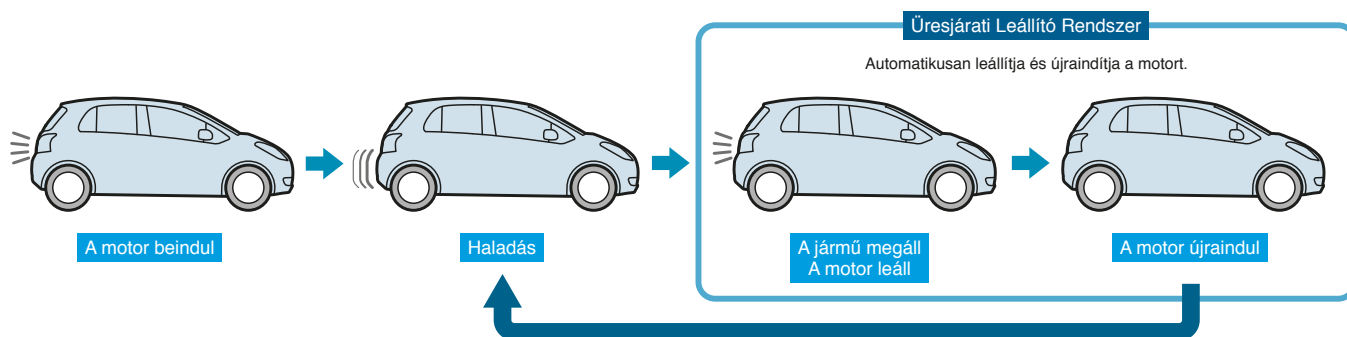 Üresjárati Leállító Rendszer
Automatikusan leállítja és újraindítja a motort.
A motor beindul
Haladás
A jármű megáll
A motor leáll
A motor újraindul